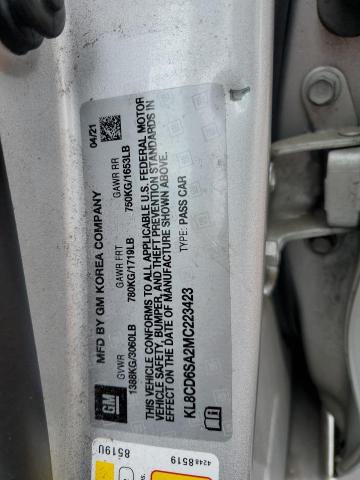 MFD BY GM KOREA COMPANY
04/21
GVWR
GAWR FRT
GAWR RR
1388KG/3060LB
780KG/1719LB
750KG/1653LB
THIS VEHICLE CONFORMS TO ALL APPLICABLE U.S. FEDERAL MOTOR
VEHICLE SAFETY, BUMPER, AND THEFT PREVENTION STANDARDS IN
EFFECT ON THE DATE OF MANUFACTURE SHOWN ABOVE.
TYPE: PASS CAR
KL8CD6SA2MC223423
GM
8519U
42488519